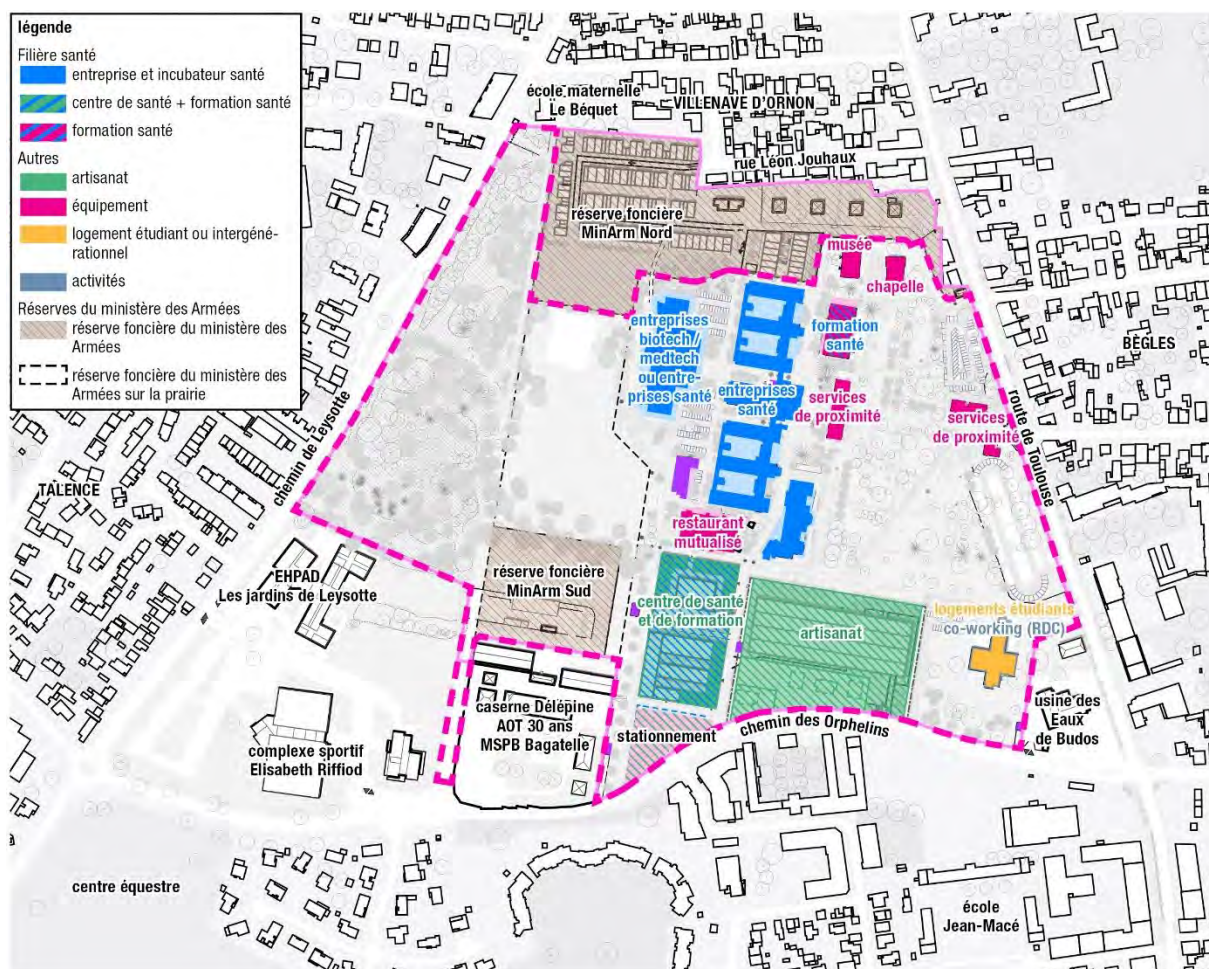 légende
Filière santé
entreprise et incubateur santé
centre de santé + formation santé
formation santé
Autres
artisanat
équipement
logement étudiant ou intergéné-
rationnel
activités
Réserves du ministère des Armées
réserve foncière du ministère des
Armées
réserve foncière du ministère des
Armées sur la prairie
école maternelle
Le Béquet
VILLENAVE D'ORNON
rue Léon Jouhaux
réserve foncière
MinArm Nord
musée
chapelle
entreprises
biotech /
medtech
ou entre-
prises santé
formation
santé
entreprises
santé
services
de proximité
services
de proximité
BÈGLES
route de Toulouse
chemin de Leysotte
TALENCE
restaurant
mutualisé
EHPAD
Les jardins de Leysotte
réserve foncière
MinArm Sud
centre de santé
et de formation
artisanat
logements étudiants
co-working (RDC)
usine des
Eaux
de Budos
caserne Délépine
AOT 30 ans
MSPB Bagatelle
stationnement
chemin des Orphelins
complexe sportif
Elisabeth Riffiod
centre équestre
école
Jean-Macé